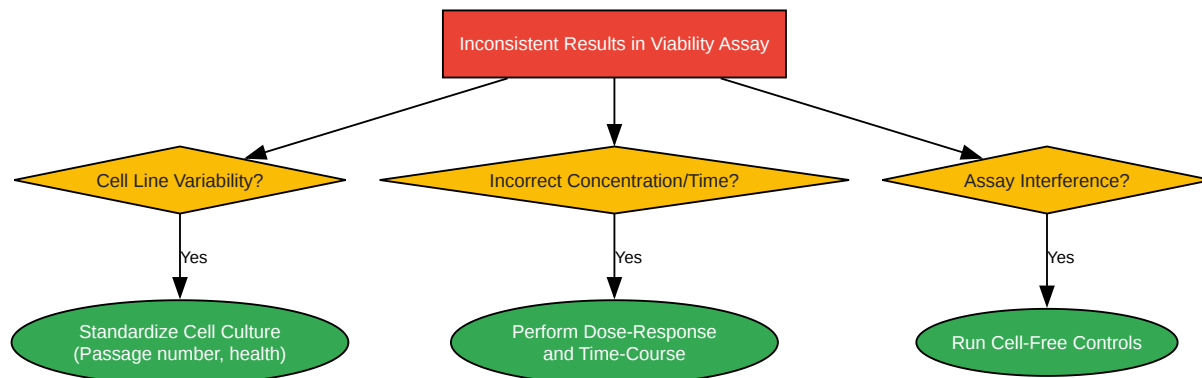 Inconsistent Results in Viability Assay
Cell Line Variability?
Incorrect Concentration/Time?
Assay Interference?
Yes
Yes
Yes
Standardize Cell Culture
(Passage number, health)
Perform Dose-Response
and Time-Course
Run Cell-Free Controls